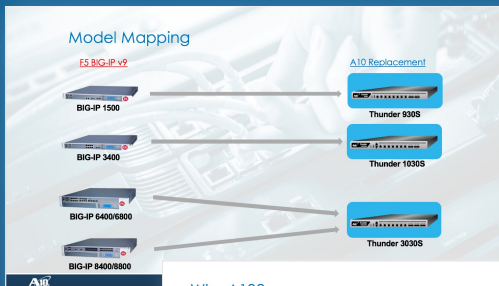 Model Mapping
F5 BIG-IP v9
A10 Replacement
BIG-IP 1500
Thunder 930S
BIG-IP 3400
Thunder 1030S
BIG-IP 6400/6800
Thunder 3030S
BIG-IP 8400/8800
A10